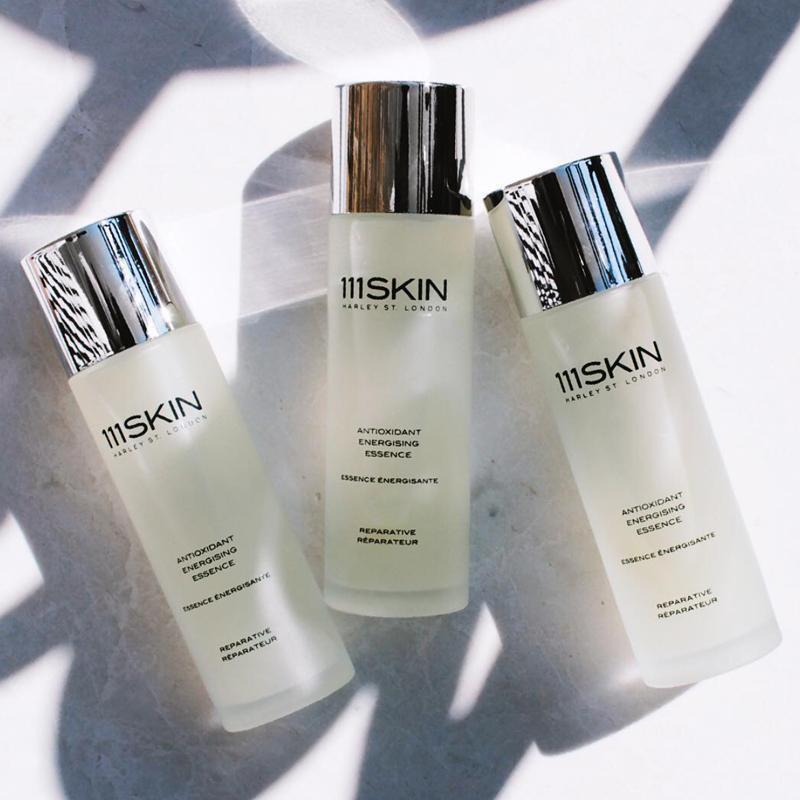 111SKIN
HARLEY ST. LONDON
ANTIOXIDANT
ENERGISING
ESSENCE
ESSENCE ÉNERGISANTE
REPARATIVE
RÉPARATEUR
111SKIN
HARLEY ST. LONDON
ANTIOXIDANT
ENERGISING
ESSENCE
ESSENCE ÉNERGISANTE
REPARATIVE
RÉPARATEUR
111SKIN
HARLEY ST. LONDON
ANTIOXIDANT
ENERGISING
ESSENCE
ESSENCE ÉNERGISANTE
REPARATIVE
RÉPARATEUR